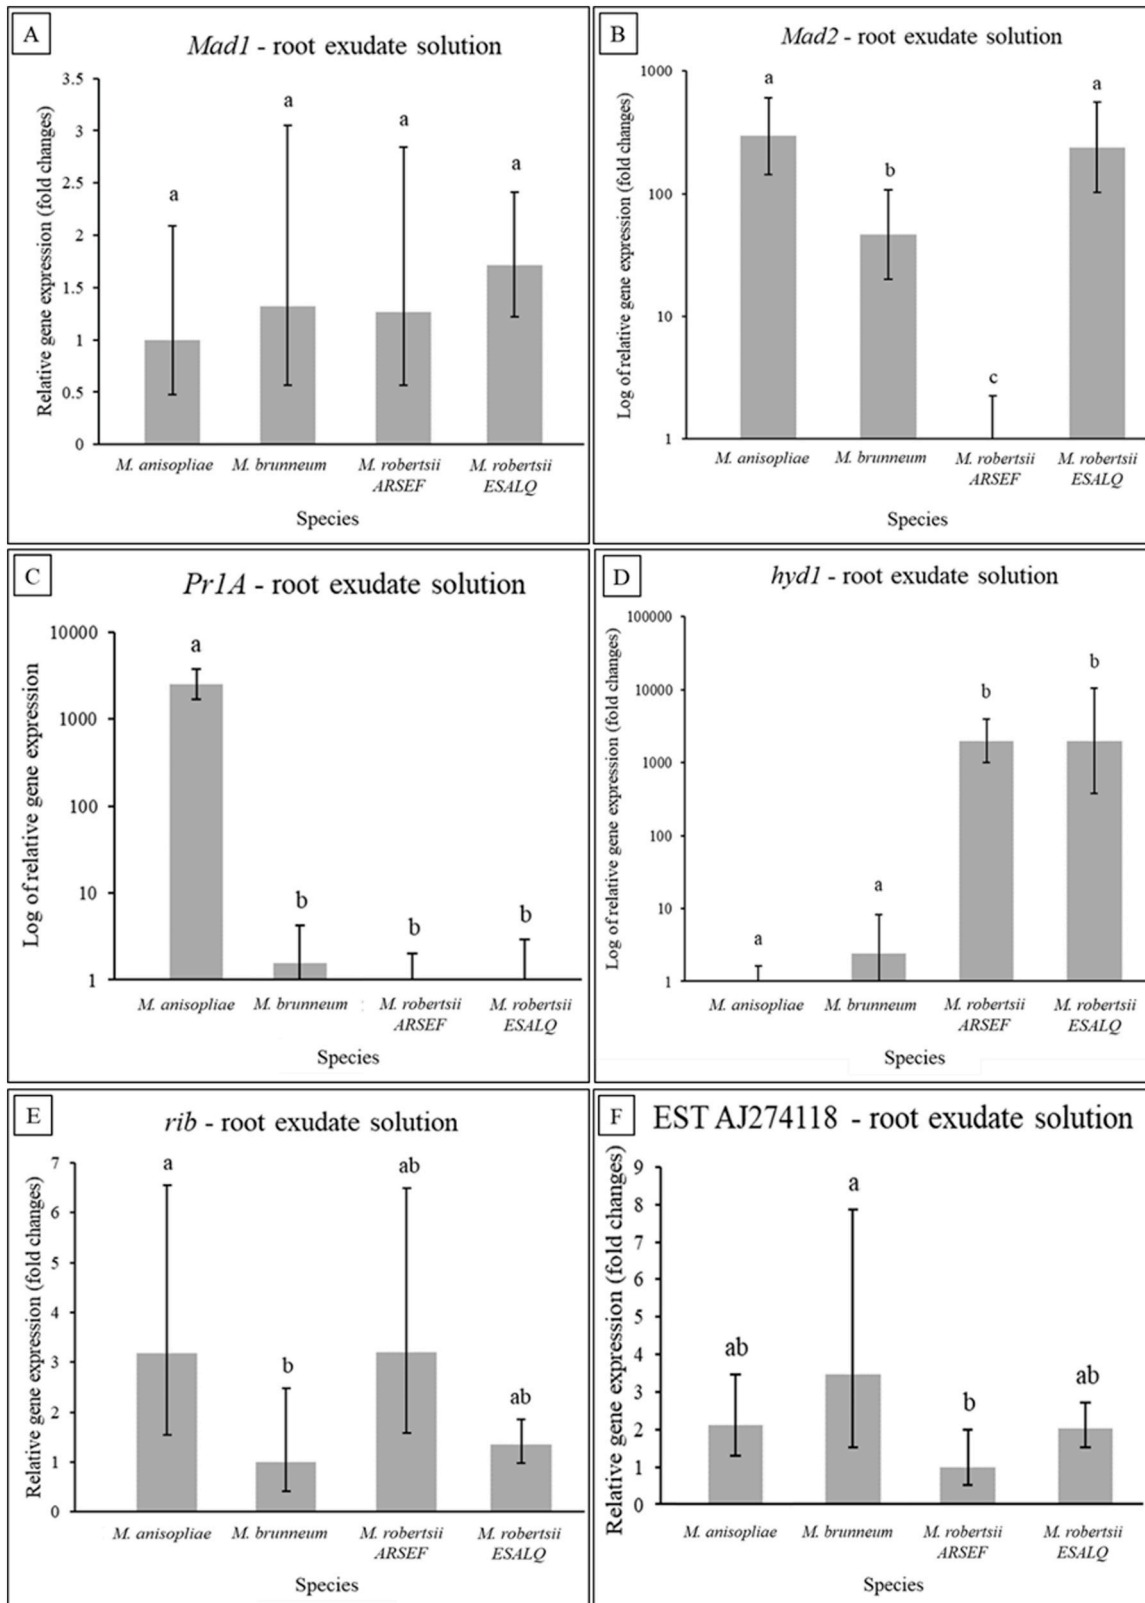 A
Mad1 - root exudate solution
Relative gene expression (fold changes)
3.5
3
2.5
2
1.5
1
0.5
0
a
a
a
a
M. anisopliae
M. brunneum
M. robertsii
ARSEF
M. robertsii
ESALQ
Species
B
Mad2 - root exudate solution
Log of relative gene expression (fold changes)
1000
100
10
1
a
b
c
a
M. anisopliae
M. brunneum
M. robertsii
ARSEF
M. robertsii
ESALQ
Species
C
Pr1A - root exudate solution
Log of relative gene expression
10000
1000
100
10
1
a
b
b
b
M. anisopliae
M. brunneum
M. robertsii
ARSEF
M. robertsii
ESALQ
Species
D
hyd1 - root exudate solution
Log of relative gene expression (fold changes)
100000
10000
1000
100
10
1
a
a
b
b
M. anisopliae
M. brunneum
M. robertsii
ARSEF
M. robertsii
ESALQ
Species
E
rib - root exudate solution
Relative gene expression (fold changes)
7
6
5
4
3
2
1
0
a
b
ab
ab
M. anisopliae
M. brunneum
M. robertsii
ARSEF
M. robertsii
ESALQ
Species
F
EST AJ274118 - root exudate solution
Relative gene expression (fold changes)
9
8
7
6
5
4
3
2
1
0
ab
a
b
ab
M. anisopliae
M. brunneum
M. robertsii
ARSEF
M. robertsii
ESALQ
Species